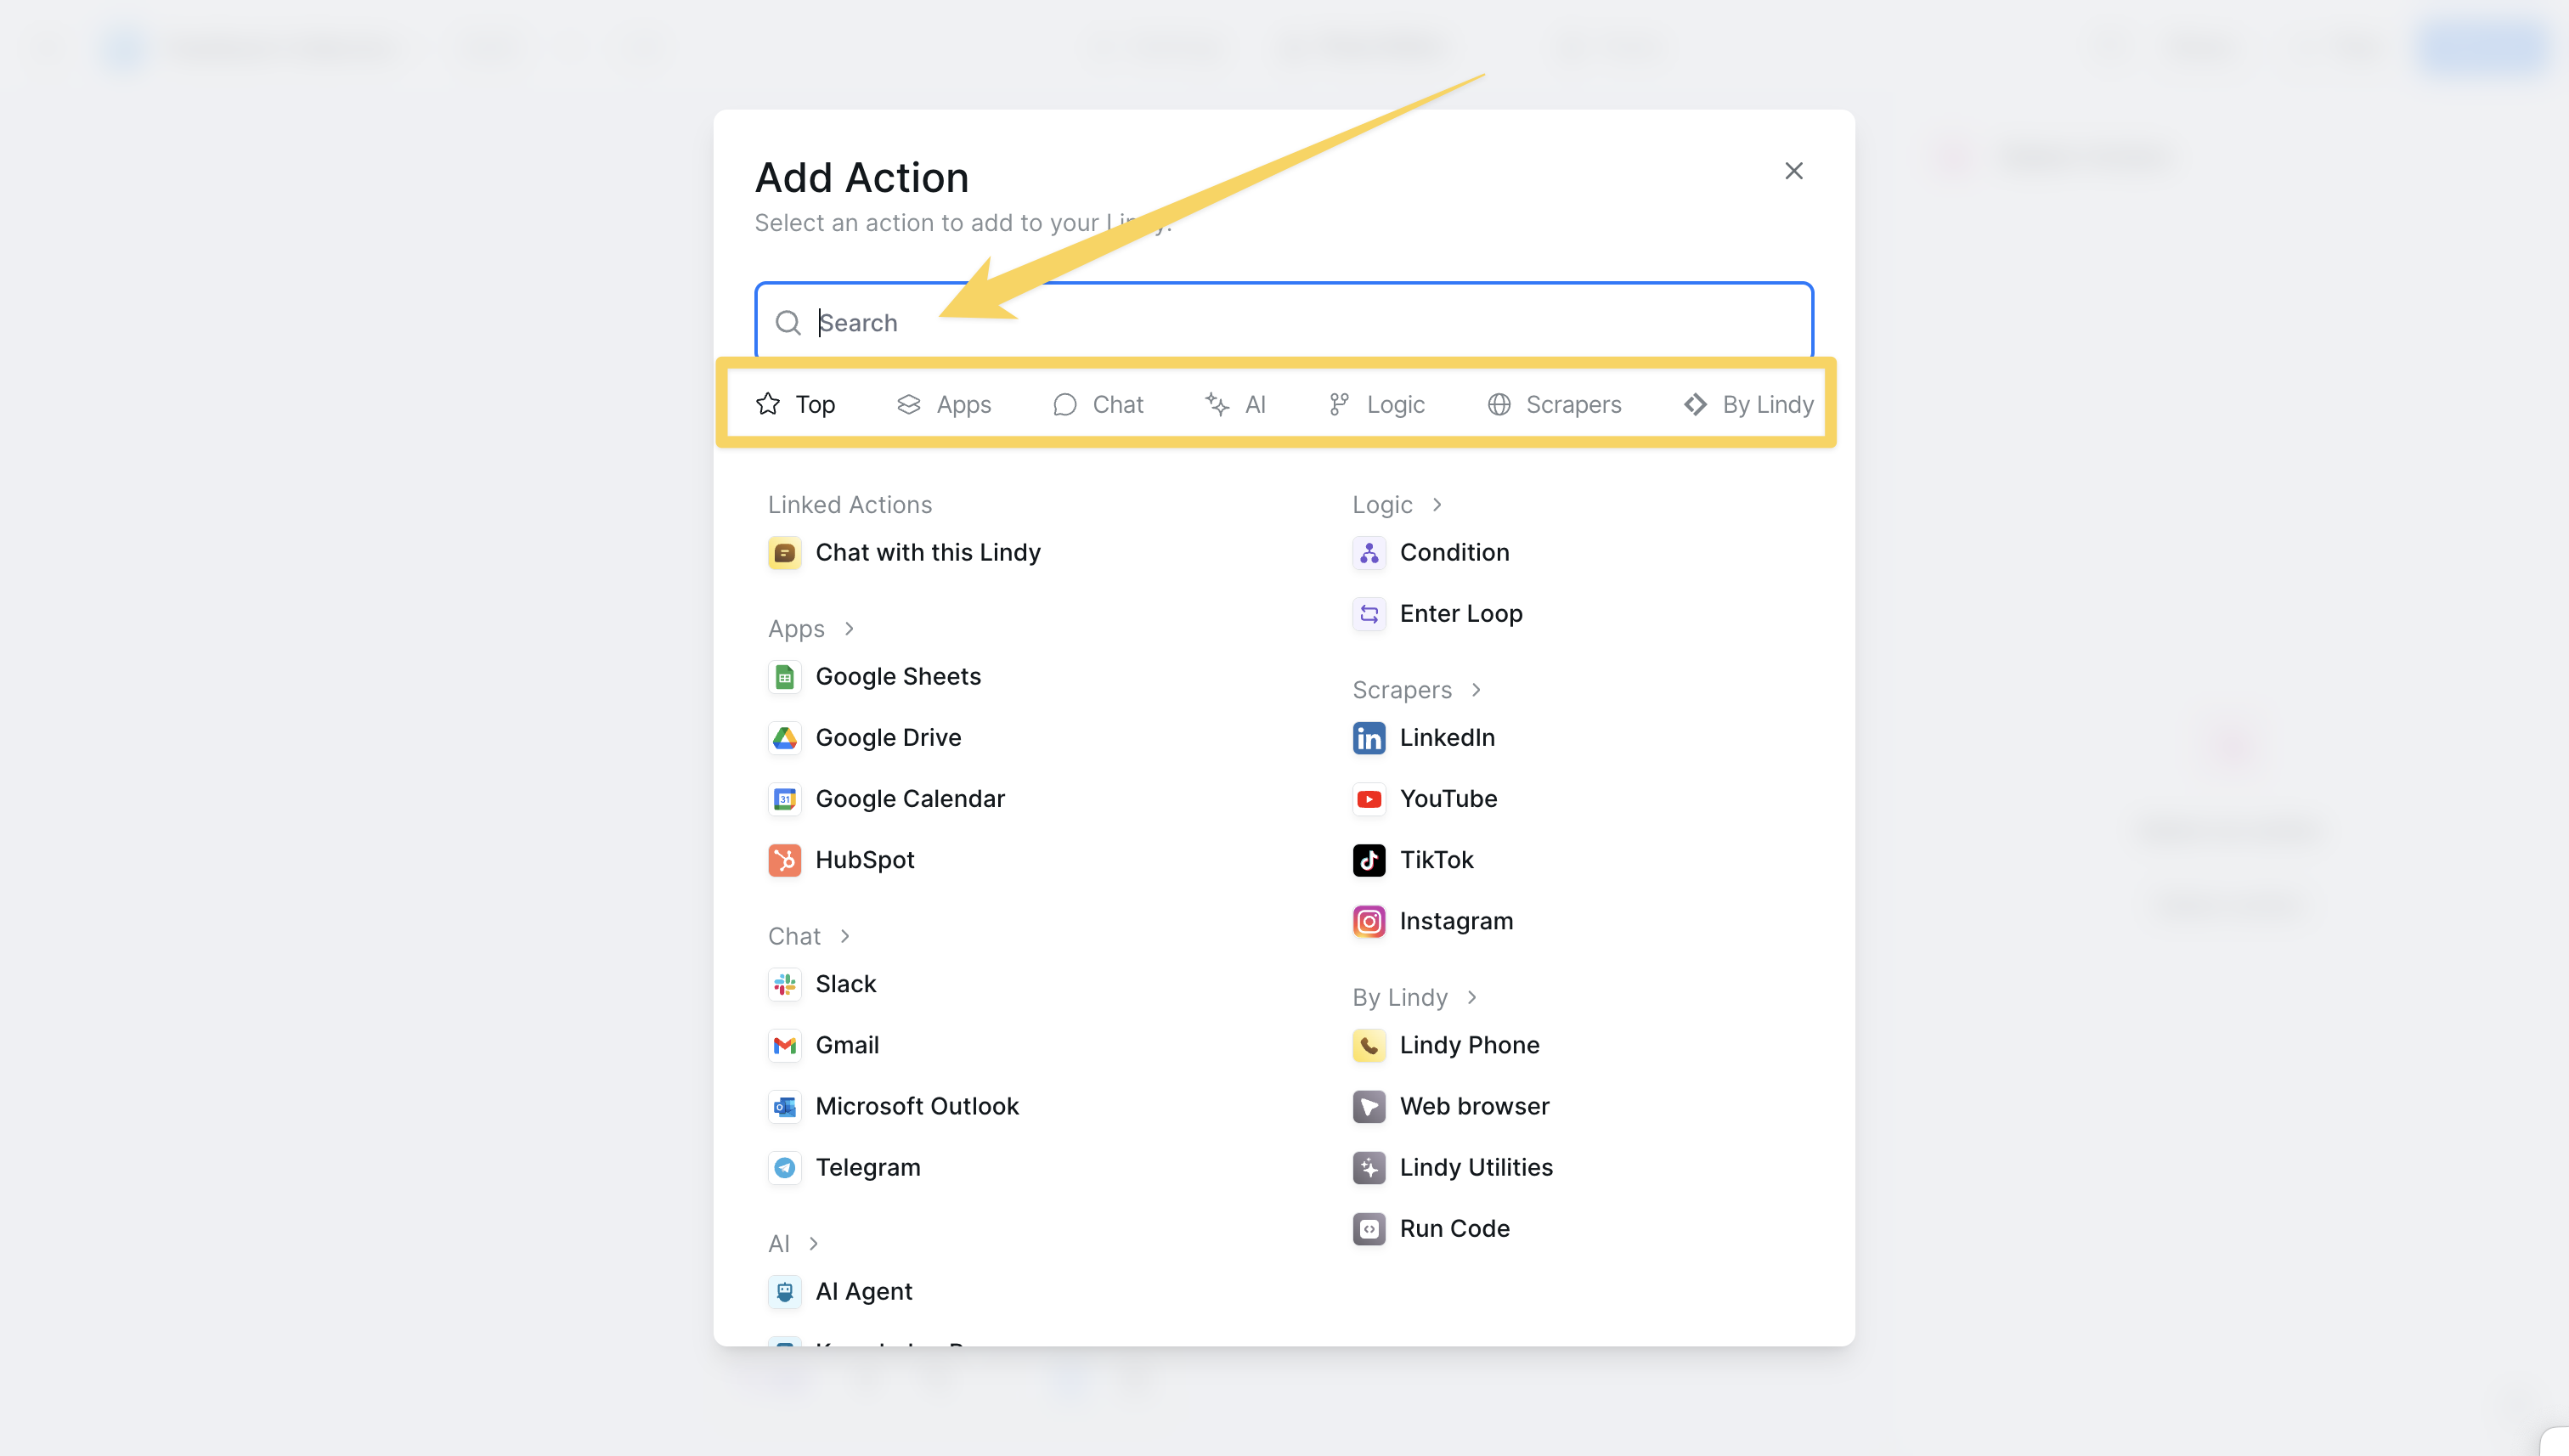 Add Action
Select an action to add to your Lindy.
Search
Top Apps Chat AI Logic Scrapers By Lindy
Linked Actions
Chat with this Lindy
Apps
Google Sheets
Google Drive
31
Google Calendar
HubSpot
Chat
Slack
Gmail
Microsoft Outlook
Telegram
AI
AI Agent
Logic
Condition
Enter Loop
Scrapers
in
LinkedIn
YouTube
TikTok
Instagram
By Lindy
Lindy Phone
Web browser
Lindy Utilities
Run Code